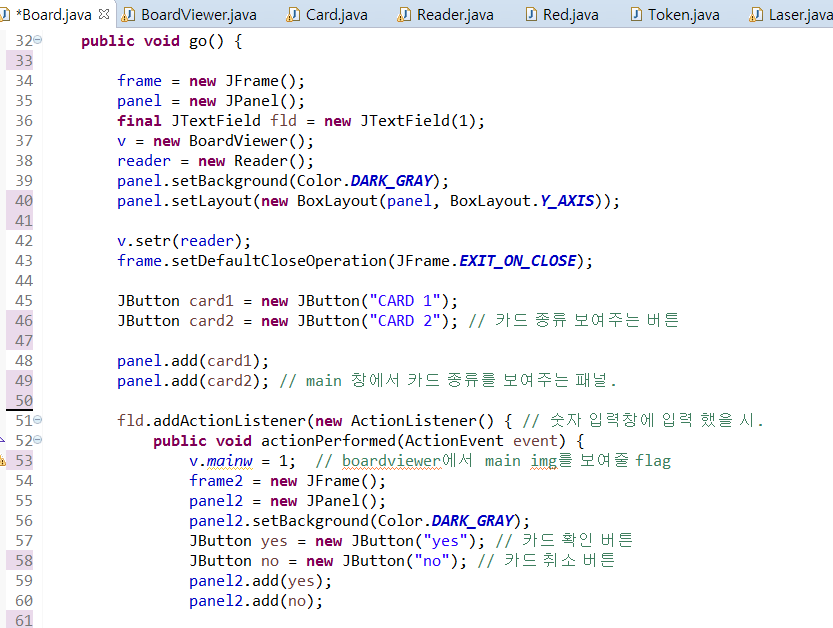 *Board.java BoardViewer.java Card.java Reader.java Red.java Token.java Laser.java
32 public void go() {
33
34 frame = new JFrame();
35 panel = new JPanel();
36 final JTextField fld = new JTextField(1);
37 v = new BoardViewer();
38 reader = new Reader();
39 panel.setBackground(Color.DARK_GRAY);
40 panel.setLayout(new BoxLayout(panel, BoxLayout.Y_AXIS));
41
42 v.setr(reader);
43 frame.setDefaultCloseOperation(JFrame.EXIT_ON_CLOSE);
44
45 JButton card1 = new JButton("CARD 1");
46 JButton card2 = new JButton("CARD 2"); // 카드 종류 보여주는 버튼
47
48 panel.add(card1);
49 panel.add(card2); // main 창에서 카드 종류를 보여주는 패널.
50
51 fld.addActionListener(new ActionListener() { // 숫자 입력창에 입력 했을 시.
52 public void actionPerformed(ActionEvent event) {
53 v.mainw = 1; // boardviewer에서 main img를 보여줄 flag
54 frame2 = new JFrame();
55 panel2 = new JPanel();
56 panel2.setBackground(Color.DARK_GRAY);
57 JButton yes = new JButton("yes"); // 카드 확인 버튼
58 JButton no = new JButton("no"); // 카드 취소 버튼
59 panel2.add(yes);
60 panel2.add(no);
61